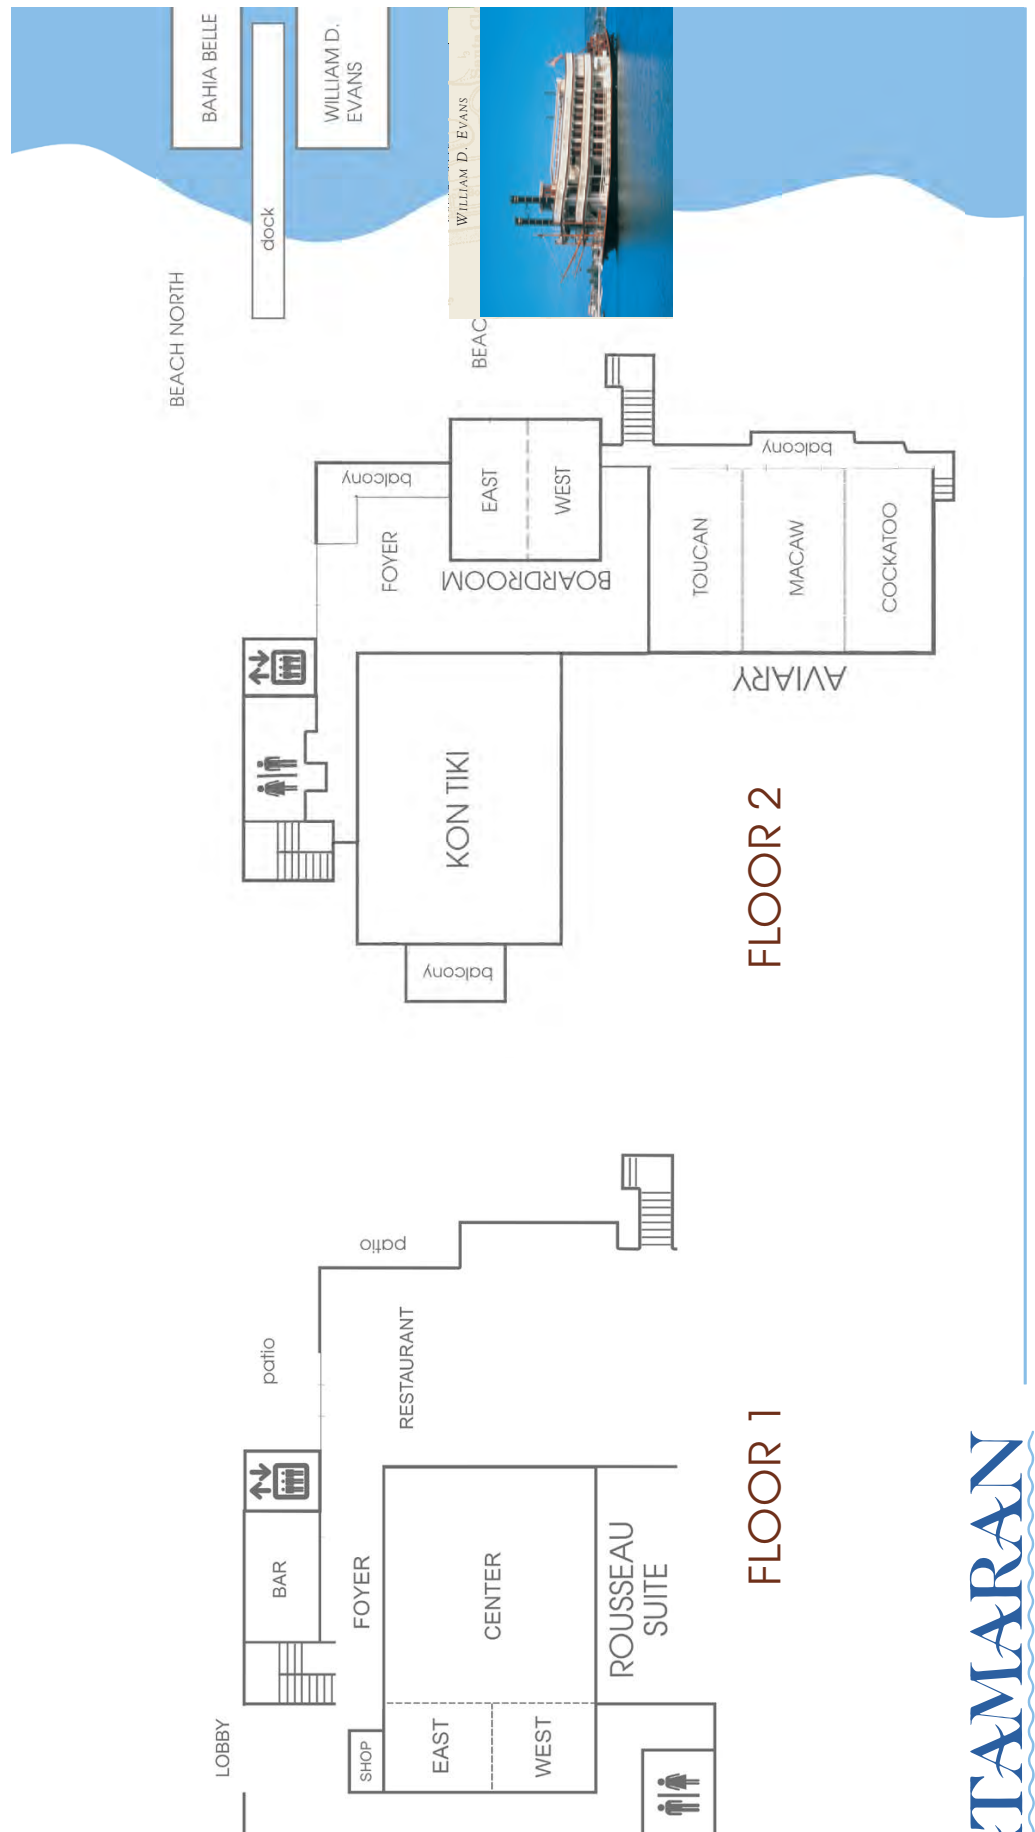 BAHIA BELLE
WILLIAM D.
EVANS
WILLIAM D. EVANS
dock
BEACH NORTH
BEAC
balcony
balcony
FOYER
EAST
WEST
BOARDROOM
TOUCAN
MACAW
COCKATOO
AVIARY
KON TIKI
balcony
FLOOR 2
patio
patio
RESTAURANT
BAR
FOYER
CENTER
ROUSSEAU
SUITE
FLOOR 1
LOBBY
SHOP
EAST
WEST
TAMARAN